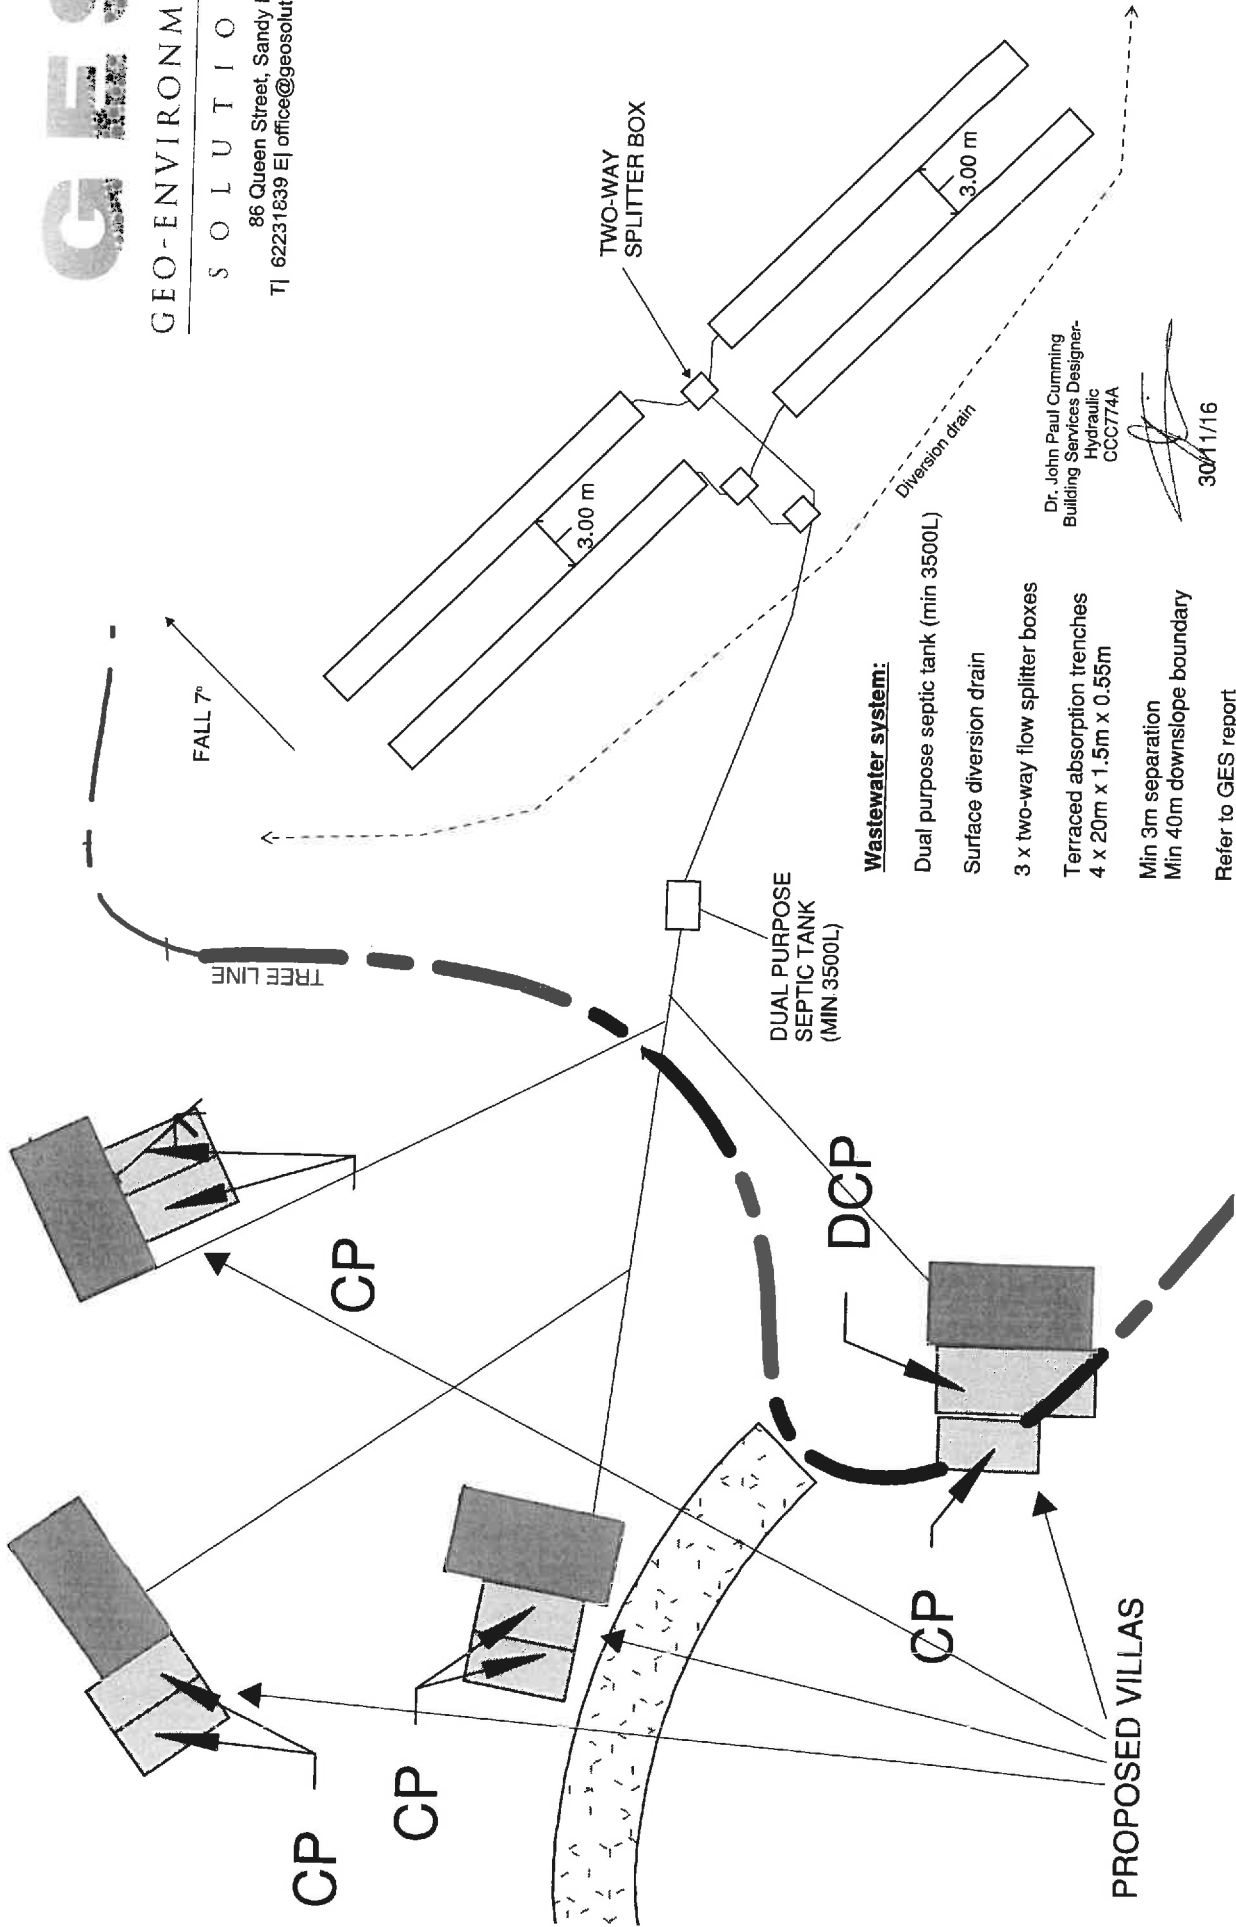 GES
GEO-ENVIRONM
SOLUTIO
86 Queen Street, Sandy
T| 62231839 E| office@geosolut
TWO-WAY
SPLITTER BOX
3.00 m
3.00 m
FALL 7º
Diversion drain
TREE LINE
DUAL PURPOSE
SEPTIC TANK
(MIN 3500L)
CP
CP
CP
CP
DCP
PROPOSED VILLAS
Wastewater system:
Dual purpose septic tank (min 3500L)
Surface diversion drain
3 x two-way flow splitter boxes
Terraced absorption trenches
4 x 20m x 1.5m x 0.55m
Min 3m separation
Min 40m downslope boundary
Refer to GES report
Dr. John Paul Cumming
Building Services Designer-
Hydraulic
CCC774A
30/11/16